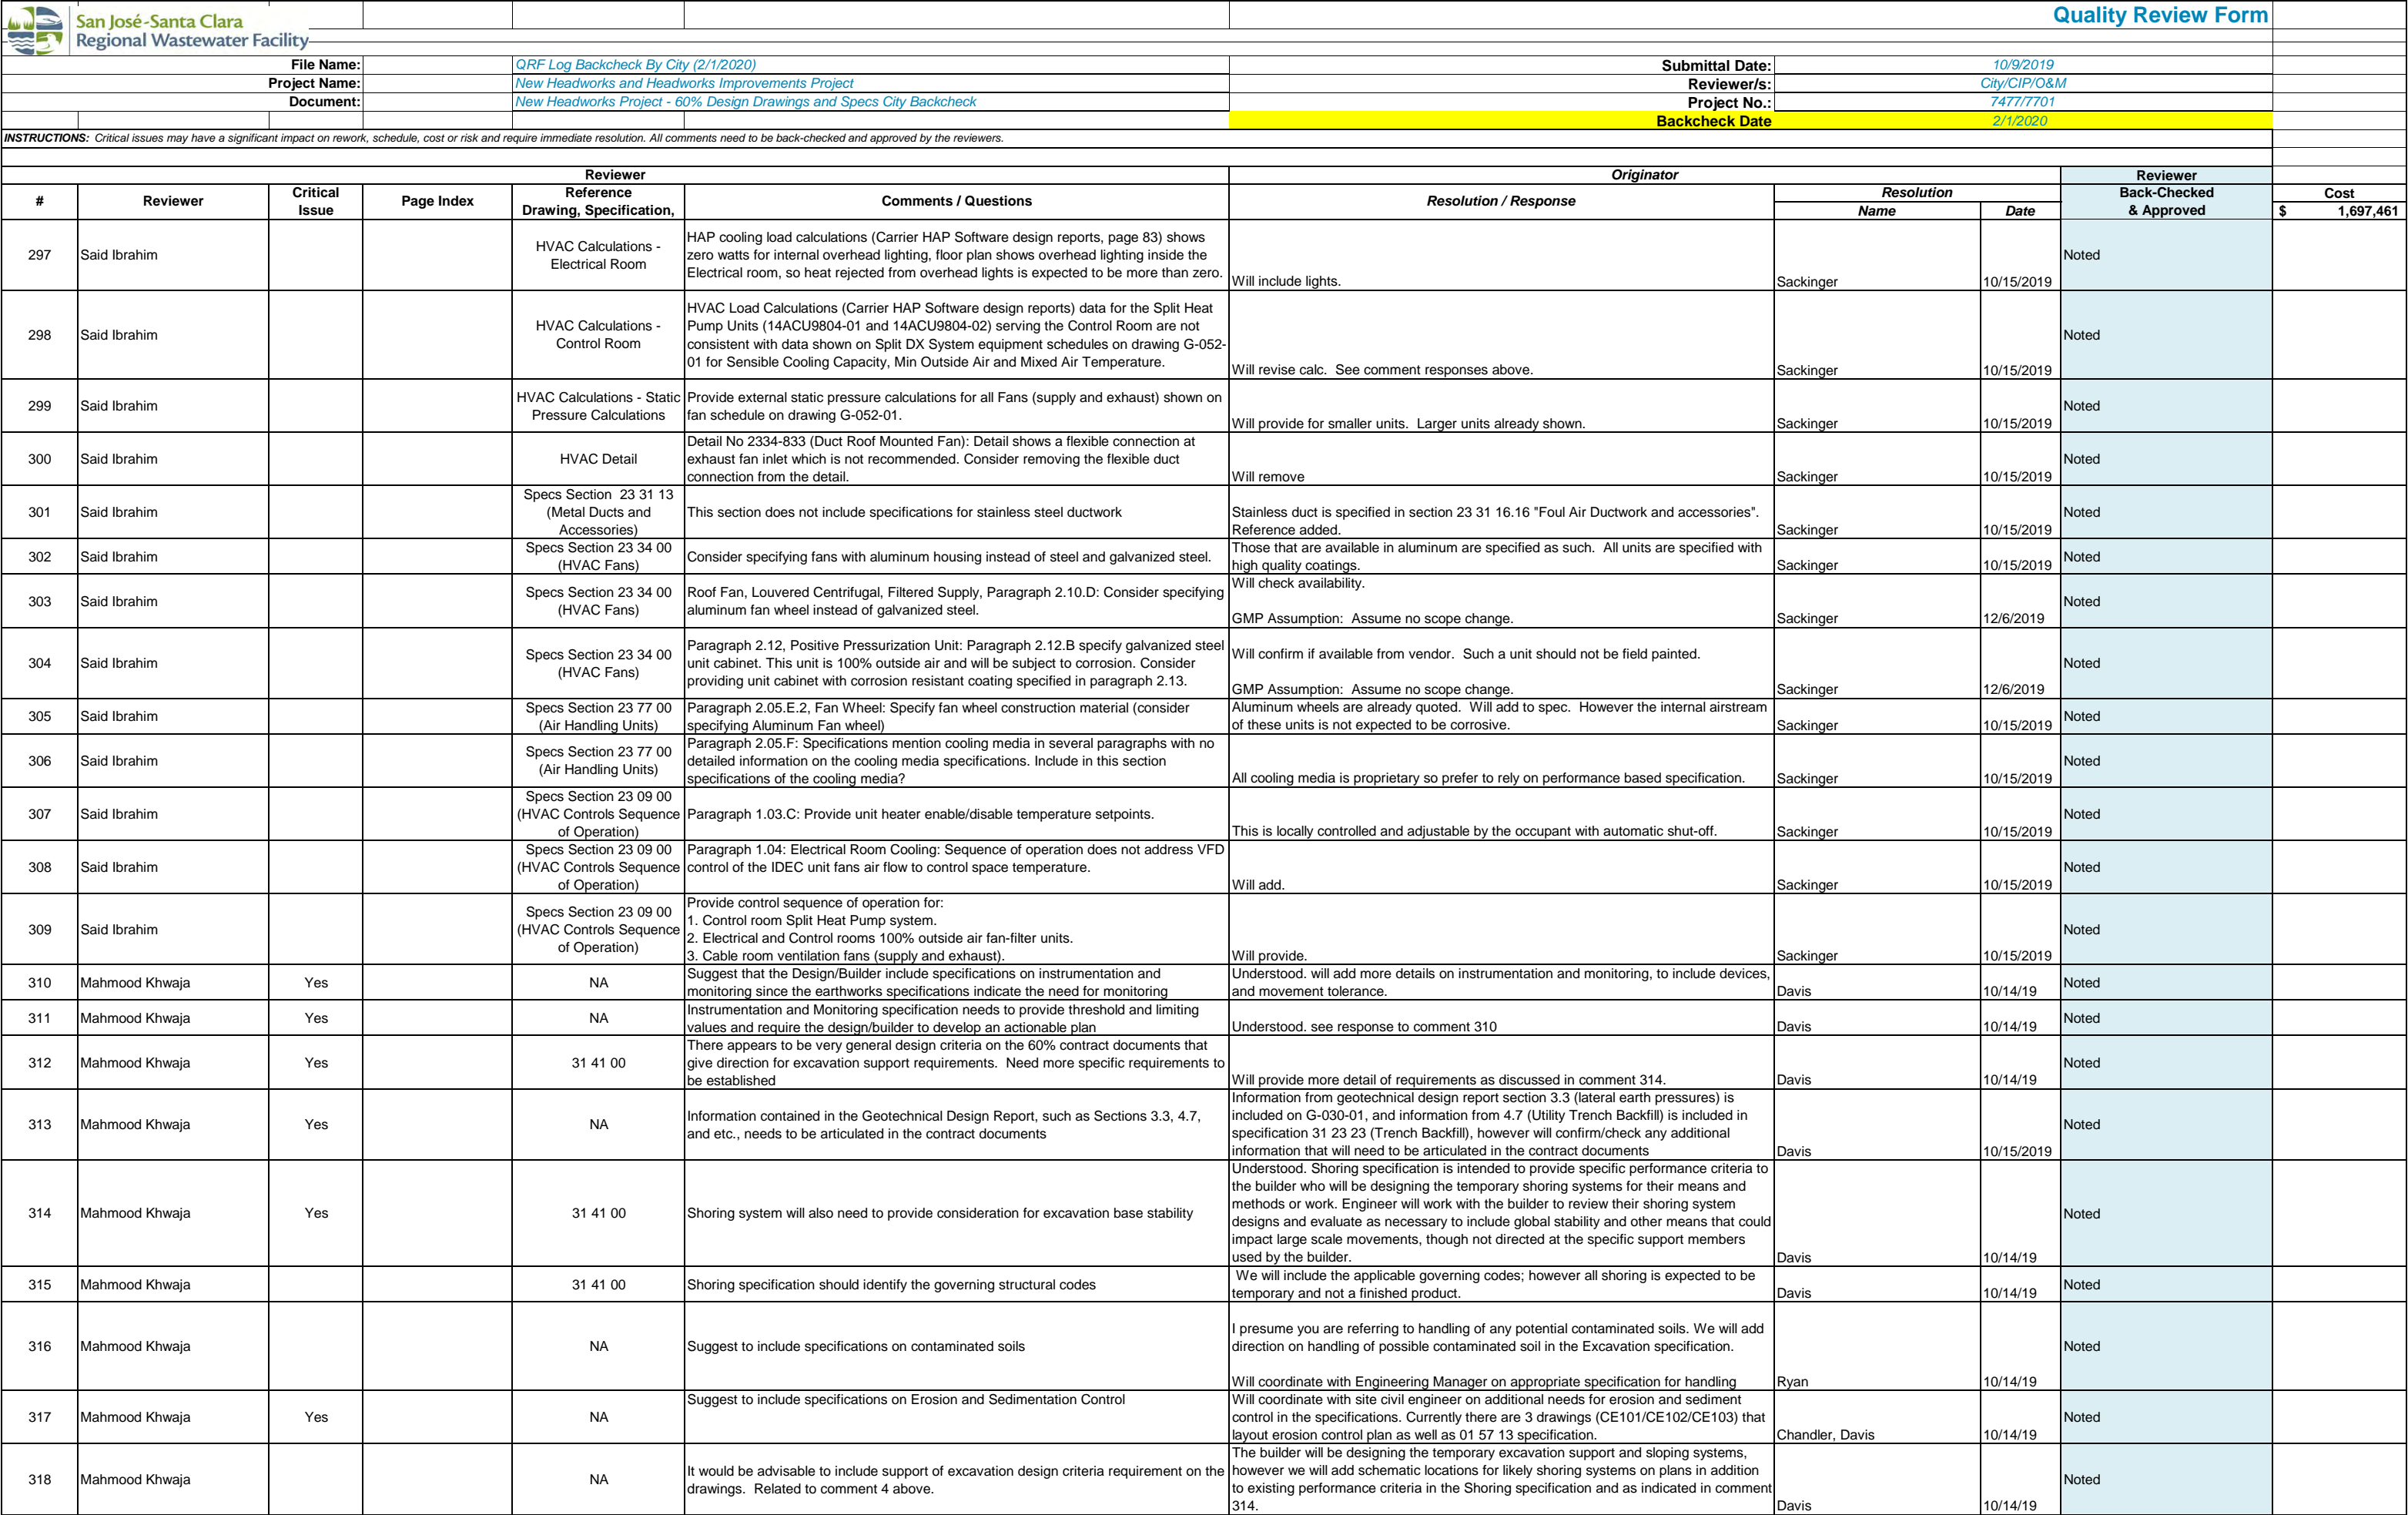 San José-Santa Clara
Regional Wastewater Facility
Quality Review Form
File Name: QRF Log Backcheck By City (2/1/2020) Submittal Date: 10/9/2019
Project Name: New Headworks and Headworks Improvements Project Reviewer/s: City/CIP/O&M
Document: New Headworks Project - 60% Design Drawings and Specs City Backcheck Project No.: 7477/7701
Backcheck Date 2/1/2020
INSTRUCTIONS: Critical issues may have a significant impact on rework, schedule, cost or risk and require immediate resolution. All comments need to be back-checked and approved by the reviewers.
Reviewer Originator Reviewer
# Reviewer Critical Issue Page Index Reference Drawing, Specification, Comments / Questions Resolution / Response Resolution Name Date Back-Checked & Approved Cost
$ 1,697,461
297 Said Ibrahim
HVAC Calculations -
Electrical Room
HAP cooling load calculations (Carrier HAP Software design reports, page 83) shows
zero watts for internal overhead lighting, floor plan shows overhead lighting inside the
Electrical room, so heat rejected from overhead lights is expected to be more than zero.
Will include lights. Sackinger 10/15/2019 Noted
298 Said Ibrahim
HVAC Calculations -
Control Room
HVAC Load Calculations (Carrier HAP Software design reports) data for the Split Heat
Pump Units (14ACU9804-01 and 14ACU9804-02) serving the Control Room are not
consistent with data shown on Split DX System equipment schedules on drawing G-052-
01 for Sensible Cooling Capacity, Min Outside Air and Mixed Air Temperature.
Will revise calc. See comment responses above. Sackinger 10/15/2019 Noted
299 Said Ibrahim
HVAC Calculations - Static
Pressure Calculations
Provide external static pressure calculations for all Fans (supply and exhaust) shown on
fan schedule on drawing G-052-01.
Will provide for smaller units. Larger units already shown. Sackinger 10/15/2019 Noted
300 Said Ibrahim
HVAC Detail
Detail No 2334-833 (Duct Roof Mounted Fan): Detail shows a flexible connection at
exhaust fan inlet which is not recommended. Consider removing the flexible duct
connection from the detail.
Will remove Sackinger 10/15/2019 Noted
301 Said Ibrahim
Specs Section 23 31 13
(Metal Ducts and
Accessories)
This section does not include specifications for stainless steel ductwork
Stainless duct is specified in section 23 31 16.16 "Foul Air Ductwork and accessories".
Reference added. Sackinger 10/15/2019 Noted
302 Said Ibrahim
Specs Section 23 34 00
(HVAC Fans)
Consider specifying fans with aluminum housing instead of steel and galvanized steel.
Those that are available in aluminum are specified as such. All units are specified with
high quality coatings. Sackinger 10/15/2019 Noted
303 Said Ibrahim
Specs Section 23 34 00
(HVAC Fans)
Roof Fan, Louvered Centrifugal, Filtered Supply, Paragraph 2.10.D: Consider specifying
aluminum fan wheel instead of galvanized steel.
Will check availability.
GMP Assumption: Assume no scope change. Sackinger 12/6/2019 Noted
304 Said Ibrahim
Specs Section 23 34 00
(HVAC Fans)
Paragraph 2.12, Positive Pressurization Unit: Paragraph 2.12.B specify galvanized steel
unit cabinet. This unit is 100% outside air and will be subject to corrosion. Consider
providing unit cabinet with corrosion resistant coating specified in paragraph 2.13.
Will confirm if available from vendor. Such a unit should not be field painted.
GMP Assumption: Assume no scope change. Sackinger 12/6/2019 Noted
305 Said Ibrahim
Specs Section 23 77 00
(Air Handling Units)
Paragraph 2.05.E.2, Fan Wheel: Specify fan wheel construction material (consider
specifying Aluminum Fan wheel)
Aluminum wheels are already quoted. Will add to spec. However the internal airstream
of these units is not expected to be corrosive. Sackinger 10/15/2019 Noted
306 Said Ibrahim
Specs Section 23 77 00
(Air Handling Units)
Paragraph 2.05.F: Specifications mention cooling media in several paragraphs with no
detailed information on the cooling media specifications. Include in this section
specifications of the cooling media?
All cooling media is proprietary so prefer to rely on performance based specification. Sackinger 10/15/2019 Noted
307 Said Ibrahim
Specs Section 23 09 00
(HVAC Controls Sequence
of Operation)
Paragraph 1.03.C: Provide unit heater enable/disable temperature setpoints.
This is locally controlled and adjustable by the occupant with automatic shut-off. Sackinger 10/15/2019 Noted
308 Said Ibrahim
Specs Section 23 09 00
(HVAC Controls Sequence
of Operation)
Paragraph 1.04: Electrical Room Cooling: Sequence of operation does not address VFD
control of the IDEC unit fans air flow to control space temperature.
Will add. Sackinger 10/15/2019 Noted
309 Said Ibrahim
Specs Section 23 09 00
(HVAC Controls Sequence
of Operation)
Provide control sequence of operation for:
1. Control room Split Heat Pump system.
2. Electrical and Control rooms 100% outside air fan-filter units.
3. Cable room ventilation fans (supply and exhaust).
Will provide. Sackinger 10/15/2019 Noted
310 Mahmood Khwaja Yes NA
Suggest that the Design/Builder include specifications on instrumentation and
monitoring since the earthworks specifications indicate the need for monitoring
Understood. will add more details on instrumentation and monitoring, to include devices,
and movement tolerance. Davis 10/14/19 Noted
311 Mahmood Khwaja Yes NA
Instrumentation and Monitoring specification needs to provide threshold and limiting
values and require the design/builder to develop an actionable plan
Understood. see response to comment 310 Davis 10/14/19 Noted
312 Mahmood Khwaja Yes 31 41 00
There appears to be very general design criteria on the 60% contract documents that
give direction for excavation support requirements. Need more specific requirements to
be established
Will provide more detail of requirements as discussed in comment 314. Davis 10/14/19 Noted
313 Mahmood Khwaja Yes NA
Information contained in the Geotechnical Design Report, such as Sections 3.3, 4.7,
and etc., needs to be articulated in the contract documents
Information from geotechnical design report section 3.3 (lateral earth pressures) is
included on G-030-01, and information from 4.7 (Utility Trench Backfill) is included in
specification 31 23 23 (Trench Backfill), however will confirm/check any additional
information that will need to be articulated in the contract documents Davis 10/15/2019 Noted
314 Mahmood Khwaja Yes 31 41 00
Shoring system will also need to provide consideration for excavation base stability
Understood. Shoring specification is intended to provide specific performance criteria to
the builder who will be designing the temporary shoring systems for their means and
methods or work. Engineer will work with the builder to review their shoring system
designs and evaluate as necessary to include global stability and other means that could
impact large scale movements, though not directed at the specific support members
used by the builder. Davis 10/14/19 Noted
315 Mahmood Khwaja 31 41 00
Shoring specification should identify the governing structural codes
We will include the applicable governing codes; however all shoring is expected to be
temporary and not a finished product. Davis 10/14/19 Noted
316 Mahmood Khwaja NA
Suggest to include specifications on contaminated soils
I presume you are referring to handling of any potential contaminated soils. We will add
direction on handling of possible contaminated soil in the Excavation specification.
Will coordinate with Engineering Manager on appropriate specification for handling Ryan 10/14/19 Noted
317 Mahmood Khwaja Yes NA
Suggest to include specifications on Erosion and Sedimentation Control
Will coordinate with site civil engineer on additional needs for erosion and sediment
control in the specifications. Currently there are 3 drawings (CE101/CE102/CE103) that
layout erosion control plan as well as 01 57 13 specification. Chandler, Davis 10/14/19 Noted
318 Mahmood Khwaja NA
It would be advisable to include support of excavation design criteria requirement on the
drawings. Related to comment 4 above.
The builder will be designing the temporary excavation support and sloping systems,
however we will add schematic locations for likely shoring systems on plans in addition
to existing performance criteria in the Shoring specification and as indicated in comment
314. Davis 10/14/19 Noted